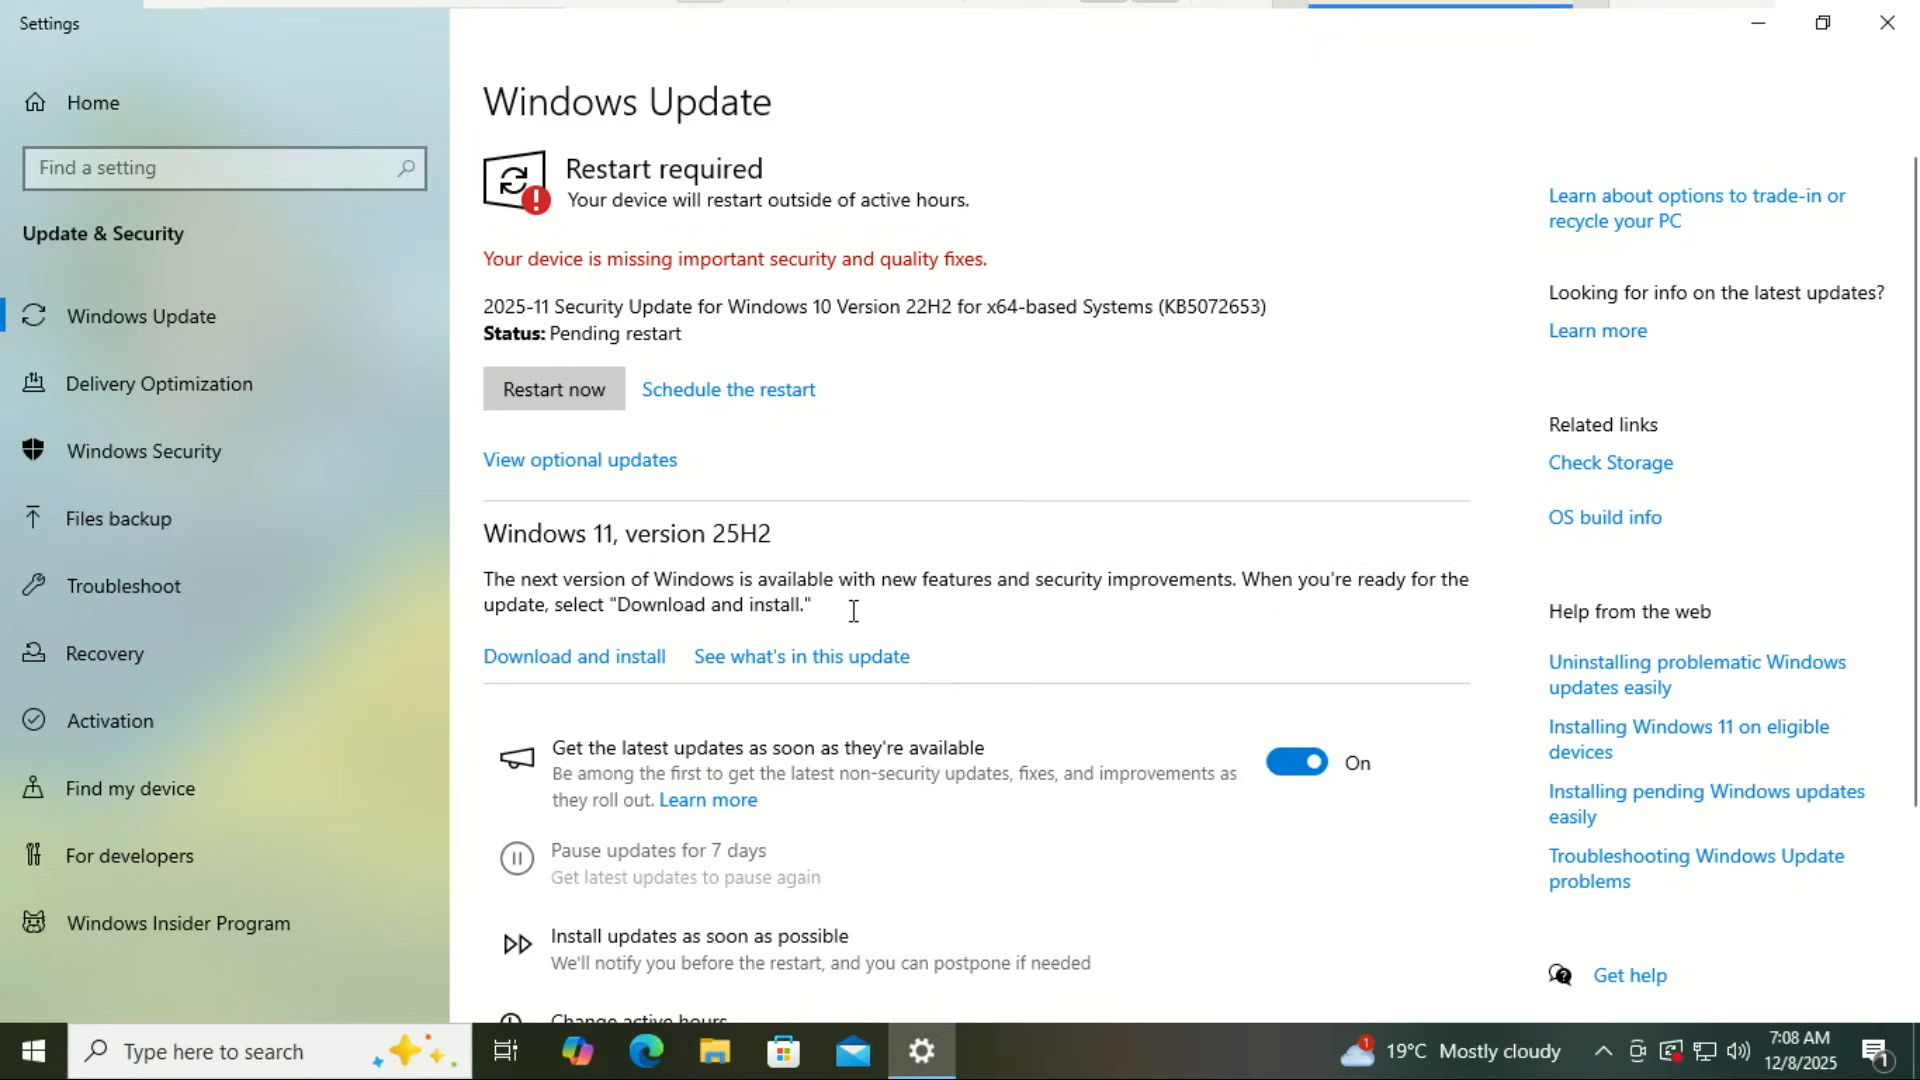 Settings
Home
Find a setting
Update & Security
Windows Update
Delivery Optimization
Windows Security
Files backup
Troubleshoot
Recovery
Activation
Find my device
For developers
Windows Insider Program
Windows Update
Restart required
Your device will restart outside of active hours.
Your device is missing important security and quality fixes.
2025-11 Security Update for Windows 10 Version 22H2 for x64-based Systems (KB5072653)
Status: Pending restart
Restart now
Schedule the restart
View optional updates
Windows 11, version 25H2
The next version of Windows is available with new features and security improvements. When you're ready for the
update, select "Download and install."
Download and install
See what's in this update
Get the latest updates as soon as they're available
Be among the first to get the latest non-security updates, fixes, and improvements as
they roll out. Learn more
On
Pause updates for 7 days
Get latest updates to pause again
Install updates as soon as possible
We'll notify you before the restart, and you can postpone if needed
Change active hours
Learn about options to trade-in or
recycle your PC
Looking for info on the latest updates?
Learn more
Related links
Check Storage
OS build info
Help from the web
Uninstalling problematic Windows
updates easily
Installing Windows 11 on eligible
devices
Installing pending Windows updates
easily
Troubleshooting Windows Update
problems
Get help
Type here to search
1
19°C Mostly cloudy
7:08 AM
12/8/2025
1